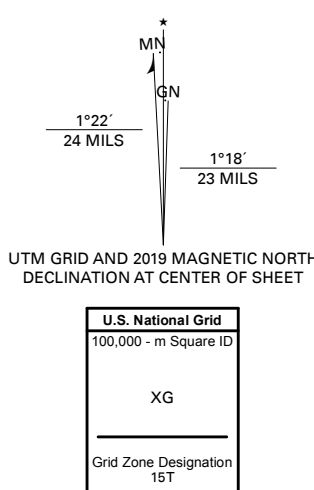 ★
MN
GN
1°22´
24 MILS
1°18´
23 MILS
UTM GRID AND 2019 MAGNETIC NORTH
DECLINATION AT CENTER OF SHEET
U.S. National Grid
100,000 - m Square ID
XG
Grid Zone Designation
15T